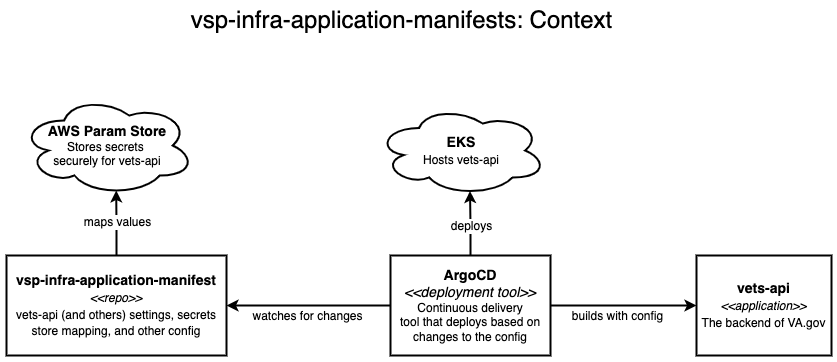 vsp-infra-application-manifests: Context
AWS Param Store
Stores secrets
securely for vets-api
EKS
Hosts vets-api
maps values
deploys
vsp-infra-application-manifest
<<repo>>
vets-api (and others) settings, secrets
store mapping, and other config
watches for changes
ArgoCD
<<deployment tool>>
Continuous delivery
tool that deploys based on
changes to the config
builds with config
vets-api
<<application>>
The backend of VA.gov